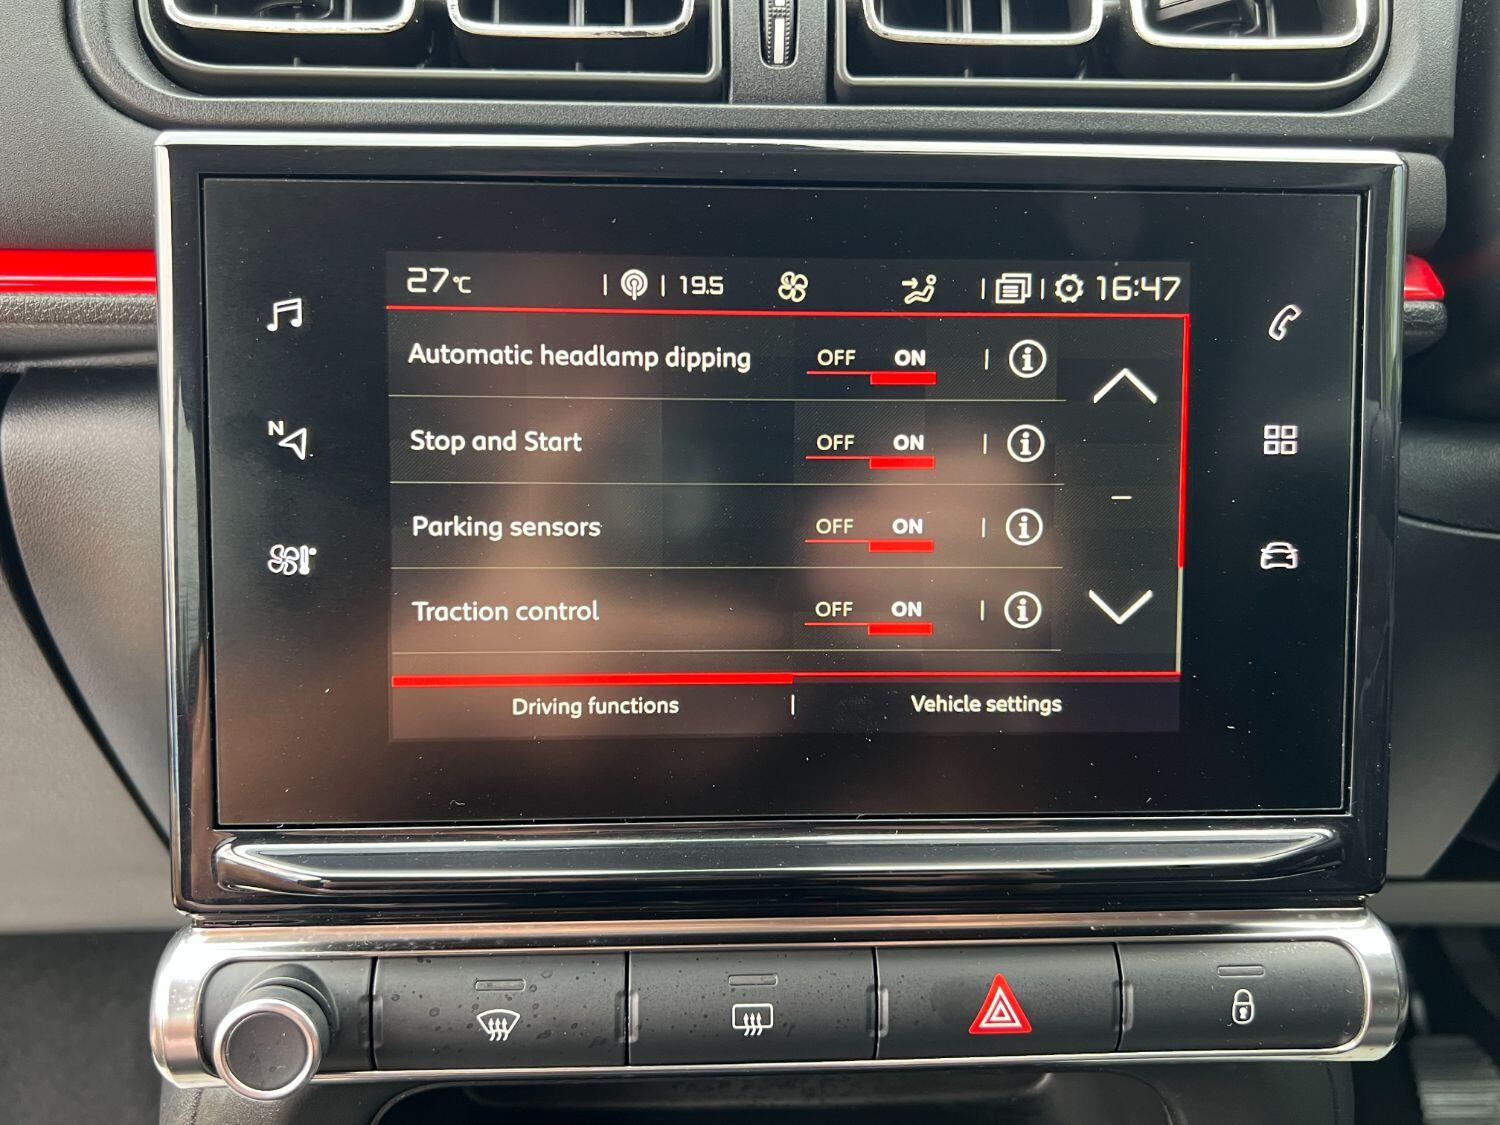 27°C 19.5 16:47
Automatic headlamp dipping OFF ON
N
Stop and Start OFF ON
Parking sensors OFF ON
Traction control OFF ON
Driving functions | Vehicle settings